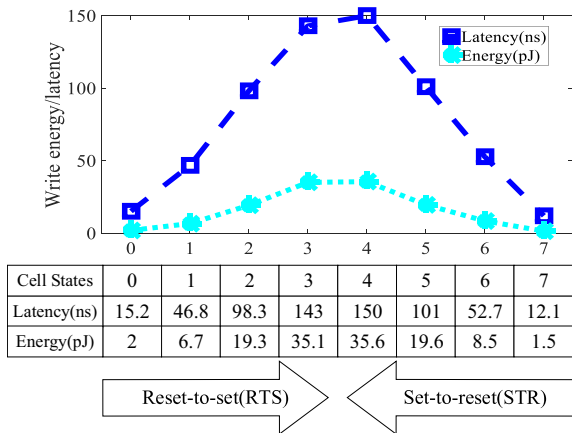 Write energy/latency
150
100
50
0
Latency(ns)
Energy(pJ)
0 1 2 3 4 5 6 7
Cell States 0 1 2 3 4 5 6 7
Latency(ns) 15.2 46.8 98.3 143 150 101 52.7 12.1
Energy(pJ) 2 6.7 19.3 35.1 35.6 19.6 8.5 1.5
Reset-to-set(RTS) Set-to-reset(STR)